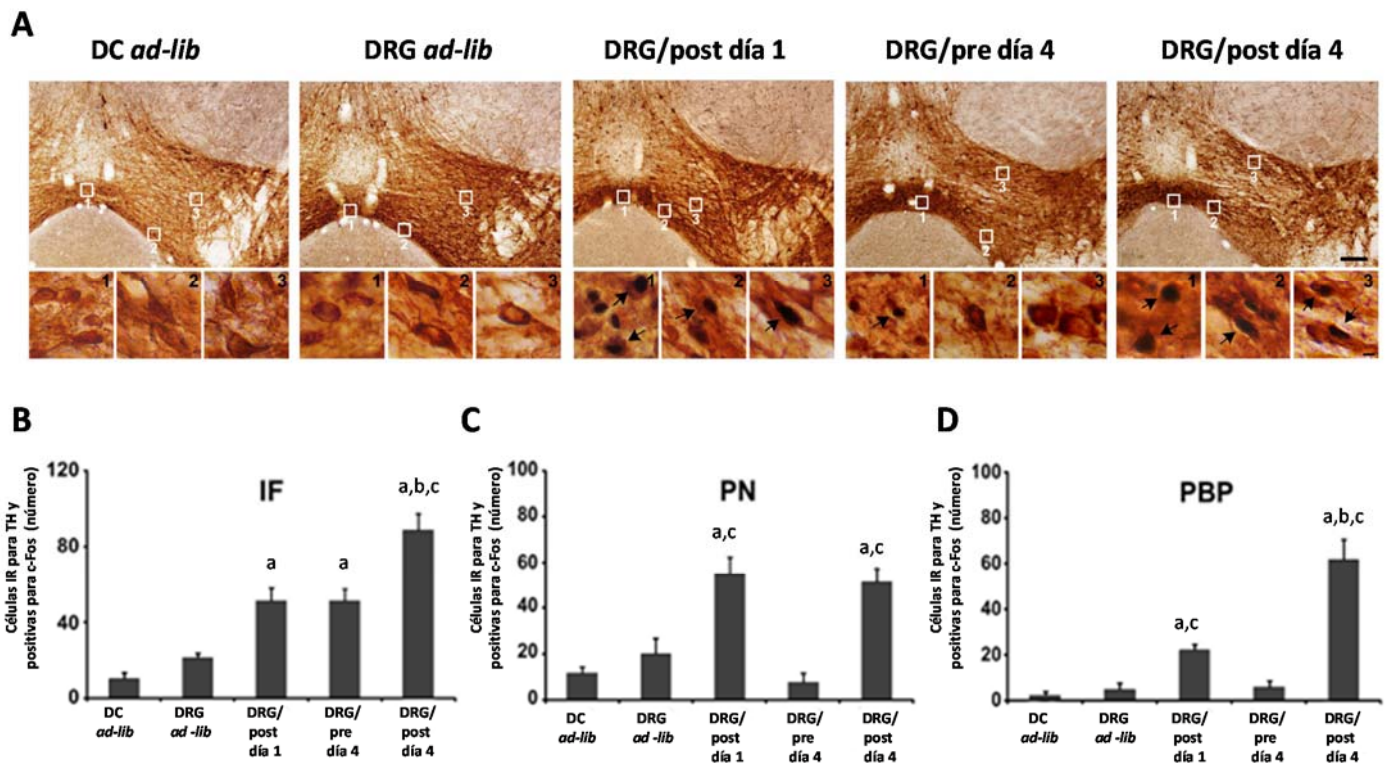 A
DC ad-lib
DRG ad-lib
DRG/post día 1
DRG/pre día 4
DRG/post día 4
1
2
3
1
2
3
1
2
3
1
2
3
1
2
3
1
2
3
1
2
3
1
2
3
1
2
3
1
2
3
B
Células IR para TH y
positivas para c-Fos (número)
120
80
40
0
IF
a
a
a,b,c
DC
ad-lib
DRG
ad -lib
DRG/
post
día 1
DRG/
pre
día 4
DRG/
post
día 4
C
Células IR para TH y
positivas para c-Fos (número)
100
80
60
40
20
0
PN
a,c
a,c
DC
ad-lib
DRG
ad -lib
DRG/
post
día 1
DRG/
pre
día 4
DRG/
post
día 4
D
Células IR para TH y
positivas para c-Fos (número)
100
80
60
40
20
0
PBP
a,c
a,b,c
DC
ad-lib
DRG
ad -lib
DRG/
post
día 1
DRG/
pre
día 4
DRG/
post
día 4